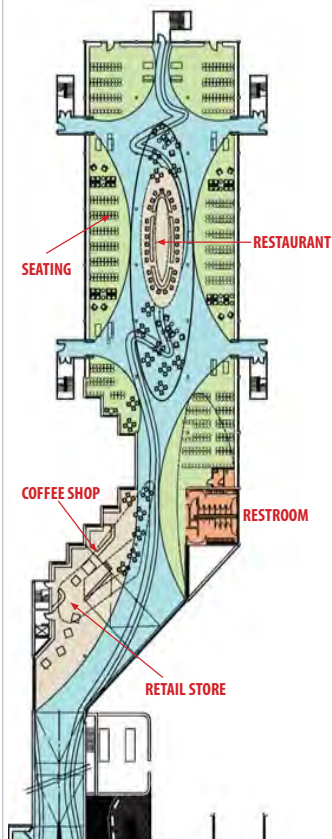 RESTAURANT
SEATING
COFFEE SHOP
RESTROOM
RETAIL STORE